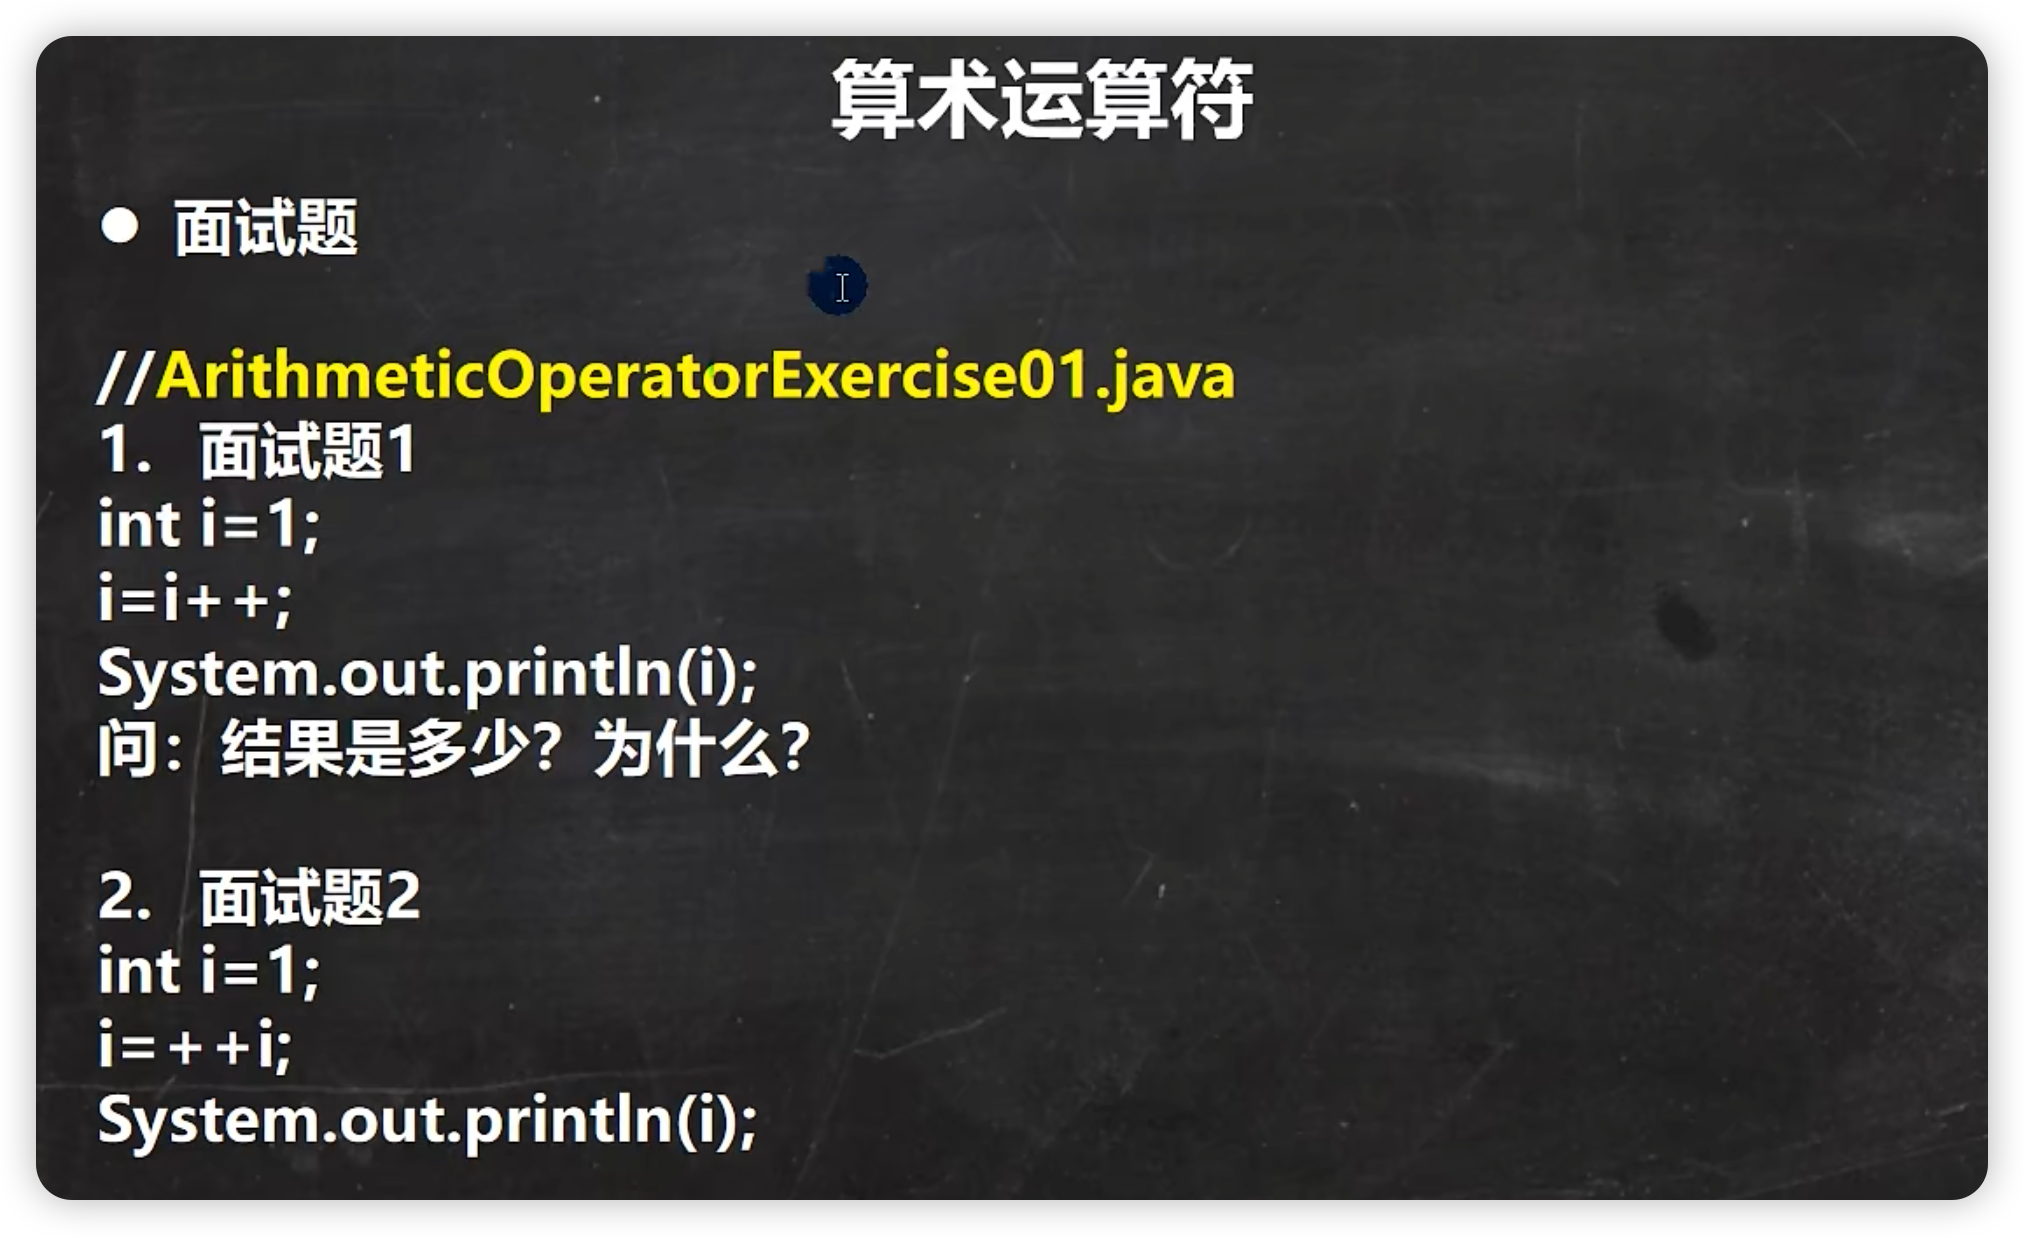 算术运算符
● 面试题
//ArithmeticOperatorExercise01.java
1. 面试题1
int i=1;
i=i++;
System.out.println(i);
问：结果是多少？为什么？
2. 面试题2
int i=1;
i=++i;
System.out.println(i);